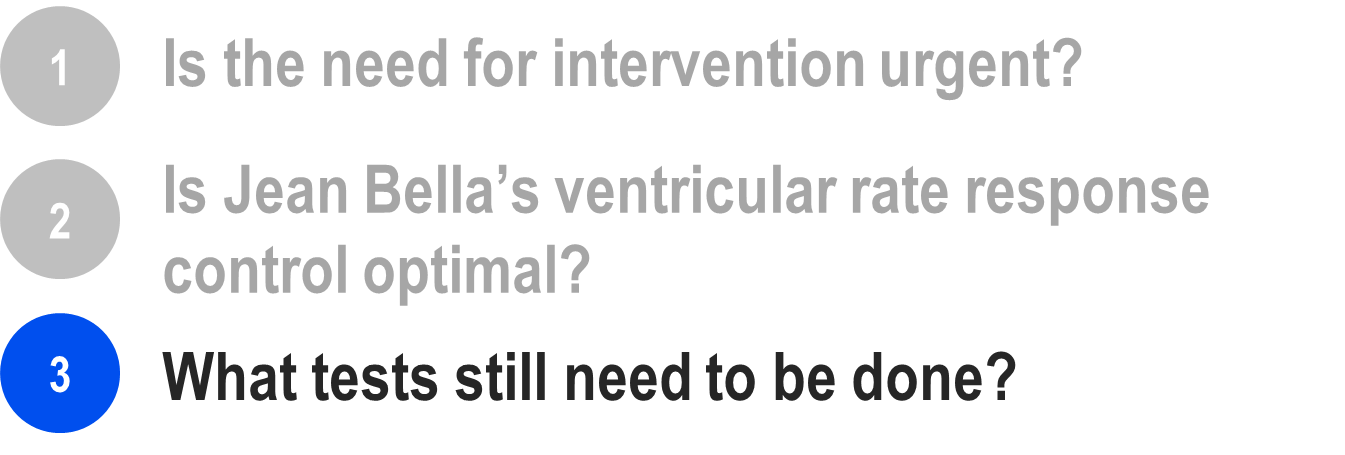 1
Is the need for intervention urgent?
2
Is Jean Bella’s ventricular rate response
control optimal?
3
What tests still need to be done?